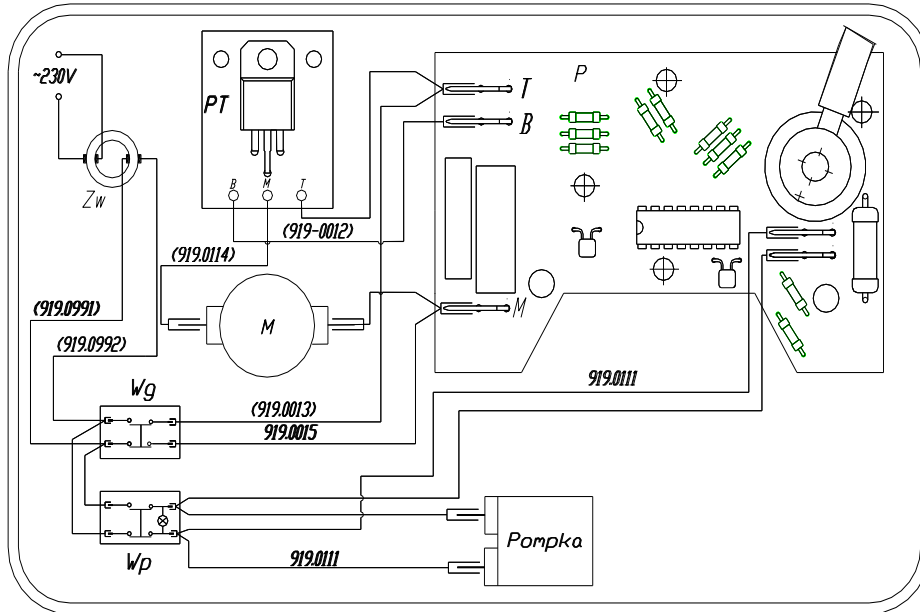 ~230V
PT
P
T
B
Zw
B M T
(919-0012)
(919.0114)
(919.0991)
M
M
(919.0992)
Wg
919.0111
(919.0013)
919.0015
Wp
919.0111
Pompka
+